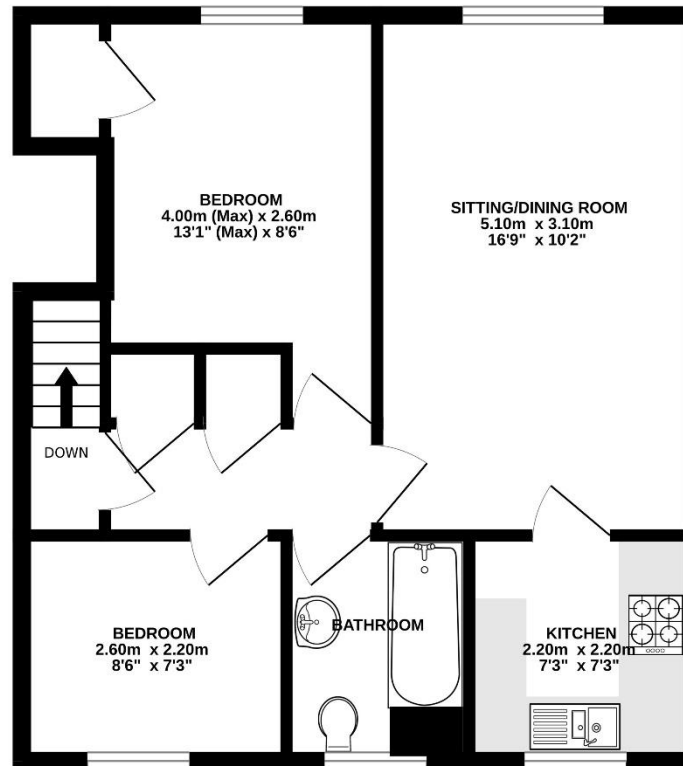 BEDROOM
4.00m (Max) x 2.60m
13'1" (Max) x 8'6"
SITTING/DINING ROOM
5.10m x 3.10m
16'9" x 10'2"
DOWN
BEDROOM
2.60m x 2.20m
8'6" x 7'3"
BATHROOM
KITCHEN
2.20m x 2.20m
7'3" x 7'3"